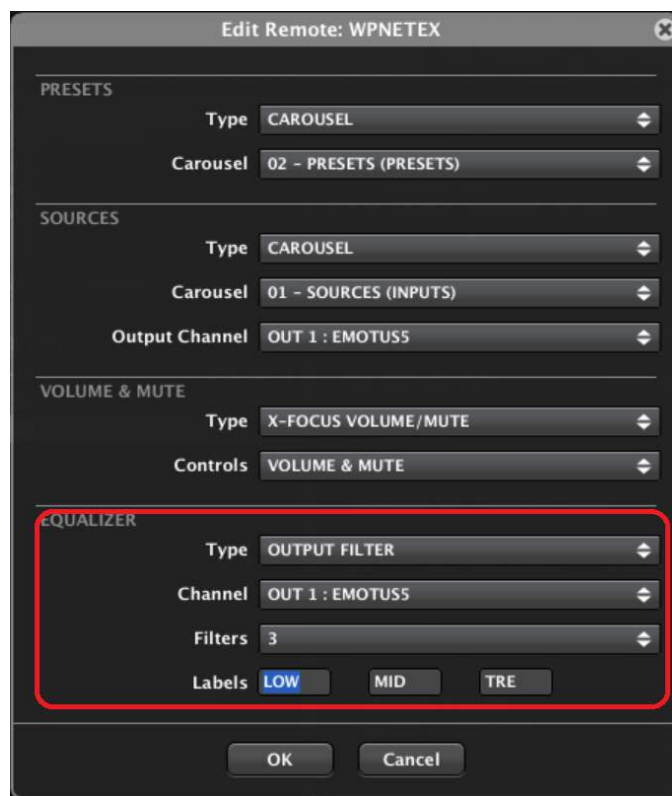 Edit Remote: WPNETEX
PRESETS
Type CAROUSEL
Carousel 02 - PRESETS (PRESETS)
SOURCES
Type CAROUSEL
Carousel 01 - SOURCES (INPUTS)
Output Channel OUT 1 : EMOTUS5
VOLUME & MUTE
Type X-FOCUS VOLUME/MUTE
Controls VOLUME & MUTE
EQUALIZER
Type OUTPUT FILTER
Channel OUT 1 : EMOTUS5
Filters 3
Labels LOW MID TRE
OK Cancel